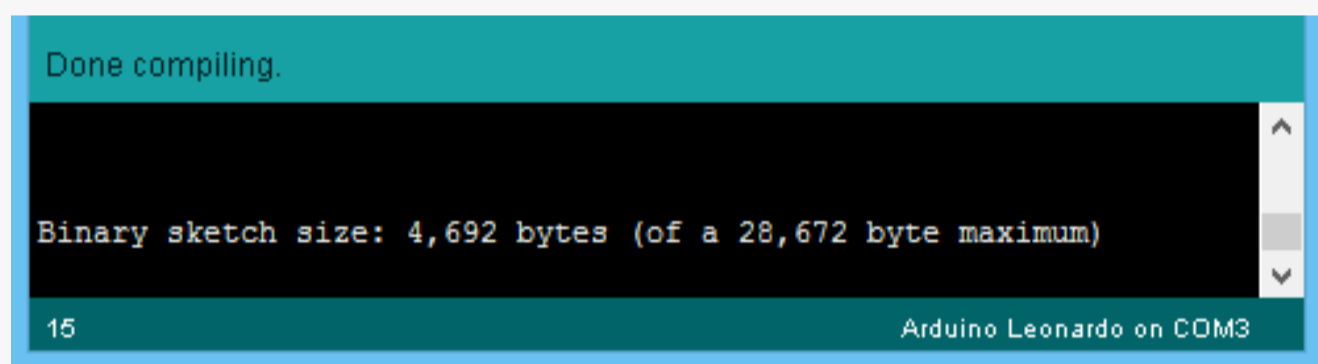 Done compiling.
Binary sketch size: 4,692 bytes (of a 28,672 byte maximum)
15 Arduino Leonardo on COM3